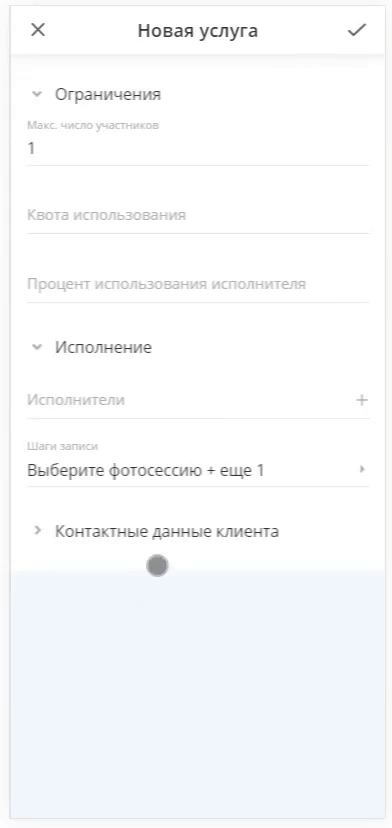 Новая услуга
Ограничения
Макс. число участников
1
Квота использования
Процент использования исполнителя
Исполнение
Исполнители
Шаги записи
Выберите фотосессию + еще 1
Контактные данные клиента